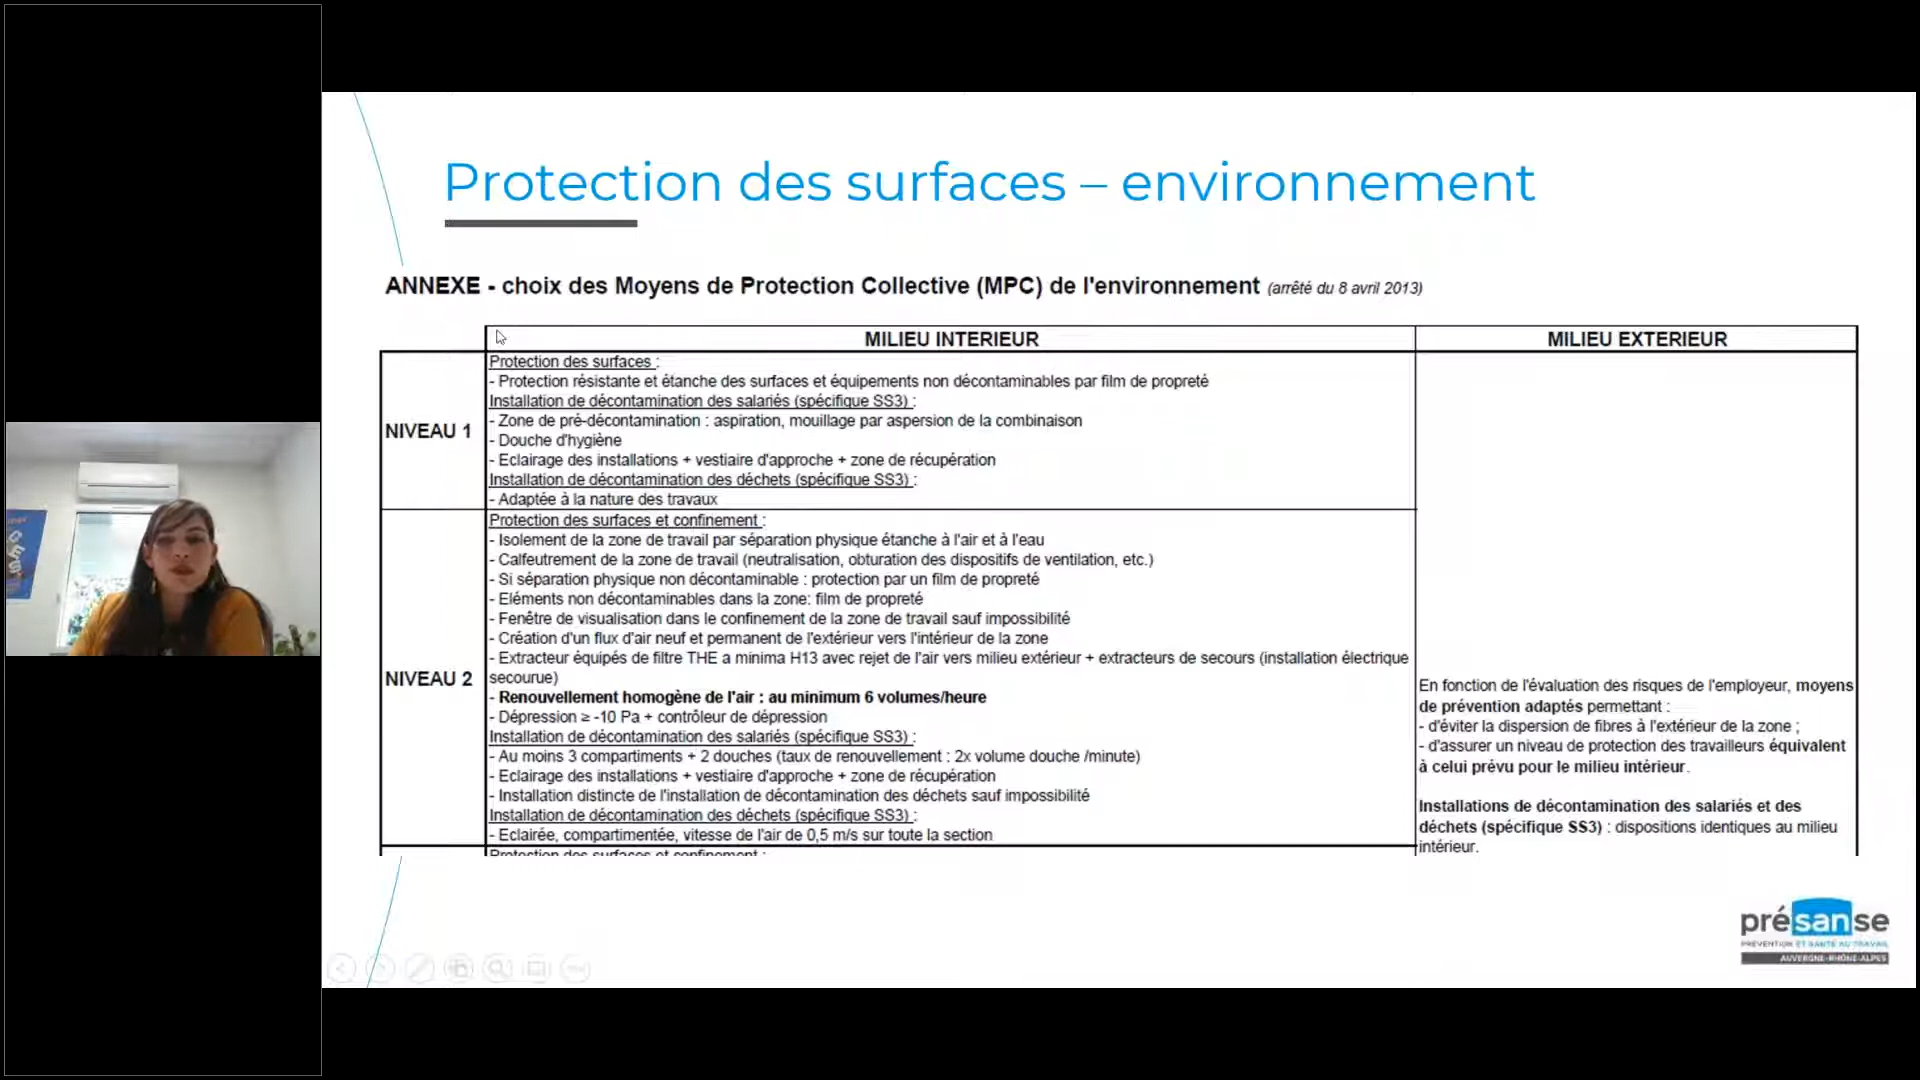 Protection des surfaces – environnement
ANNEXE - choix des Moyens de Protection Collective (MPC) de l'environnement (arrêté du 8 avril 2013)
MILIEU INTERIEUR
MILIEU EXTERIEUR
NIVEAU 1
Protection des surfaces :
- Protection résistante et étanche des surfaces et équipements non décontaminables par film de propreté
Installation de décontamination des salariés (spécifique SS3) :
- Zone de pré-décontamination : aspiration, mouillage par aspersion de la combinaison
- Douche d'hygiène
- Eclairage des installations + vestiaire d'approche + zone de récupération
Installation de décontamination des déchets (spécifique SS3) :
- Adaptée à la nature des travaux
NIVEAU 2
Protection des surfaces et confinement :
- Isolement de la zone de travail par séparation physique étanche à l'air et à l'eau
- Calfeutrement de la zone de travail (neutralisation, obturation des dispositifs de ventilation, etc.)
- Si séparation physique non décontaminable : protection par un film de propreté
- Eléments non décontaminables dans la zone: film de propreté
- Fenêtre de visualisation dans le confinement de la zone de travail sauf impossibilité
- Création d'un flux d'air neuf et permanent de l'extérieur vers l'intérieur de la zone
- Extracteur équipés de filtre THE a minima H13 avec rejet de l'air vers milieu extérieur + extracteurs de secours (installation électrique
secourue)
- Renouvellement homogène de l'air : au minimum 6 volumes/heure
- Dépression ≥ -10 Pa + contrôleur de dépression
Installation de décontamination des salariés (spécifique SS3) :
- Au moins 3 compartiments + 2 douches (taux de renouvellement : 2x volume douche /minute)
- Eclairage des installations + vestiaire d'approche + zone de récupération
- Installation distincte de l'installation de décontamination des déchets sauf impossibilité
Installation de décontamination des déchets (spécifique SS3) :
- Eclairée, compartimentée, vitesse de l'air de 0,5 m/s sur toute la section
Protection des surfaces et confinement :
En fonction de l'évaluation des risques de l'employeur, moyens
de prévention adaptés permettant :
- d'éviter la dispersion de fibres à l'extérieur de la zone ;
- d'assurer un niveau de protection des travailleurs équivalent
à celui prévu pour le milieu intérieur.
Installations de décontamination des salariés et des
déchets (spécifique SS3) : dispositions identiques au milieu
intérieur.
présanse
PRÉVENTION ET SANTÉ AU TRAVAIL
AUVERGNE-RHÔNE-ALPES